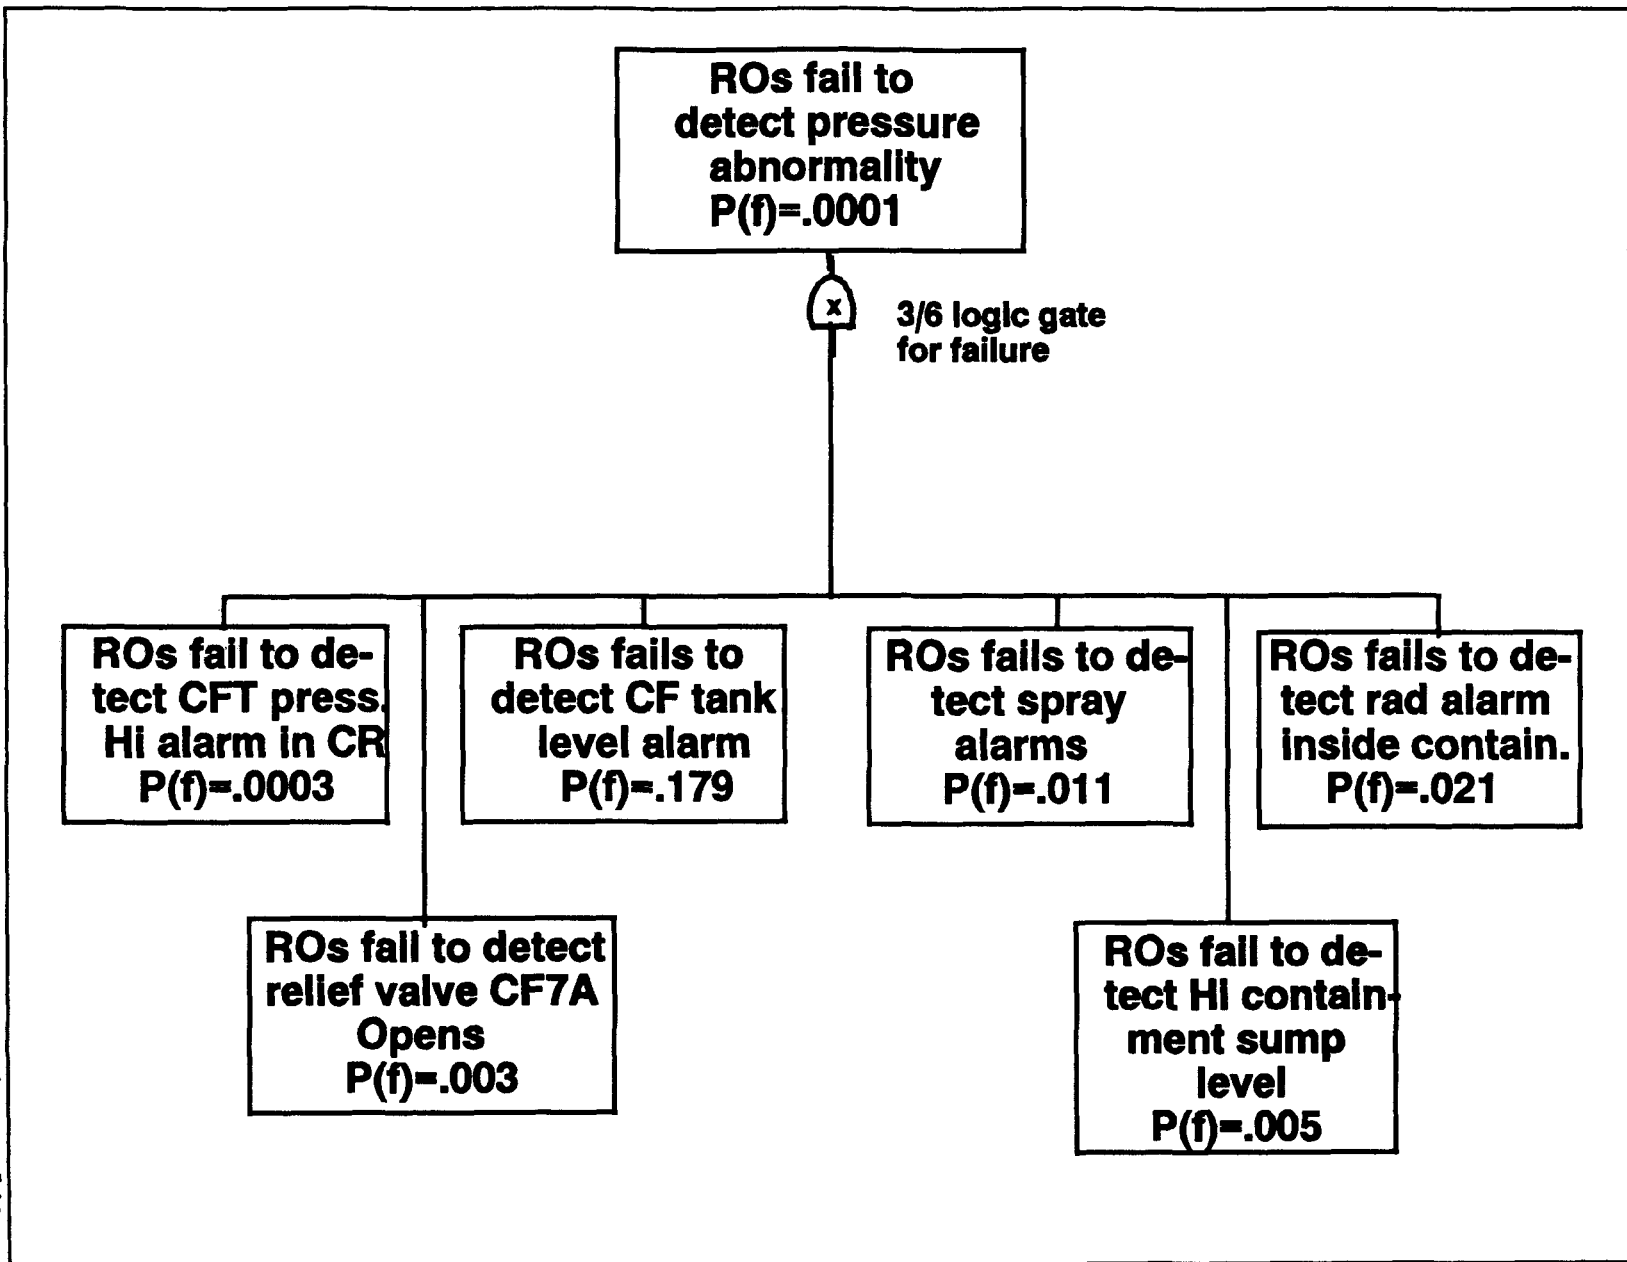 ROs fail to
detect pressure
abnormality
P(f)=.0001
x
3/6 logic gate
for failure
ROs fail to de-
tect CFT press.
Hi alarm in CR
P(f)=.0003
ROs fails to
detect CF tank
level alarm
P(f)=.179
ROs fails to de-
tect spray
alarms
P(f)=.011
ROs fails to de-
tect rad alarm
inside contain.
P(f)=.021
ROs fail to detect
relief valve CF7A
Opens
P(f)=.003
ROs fail to de-
tect Hi contain-
ment sump
level
P(f)=.005